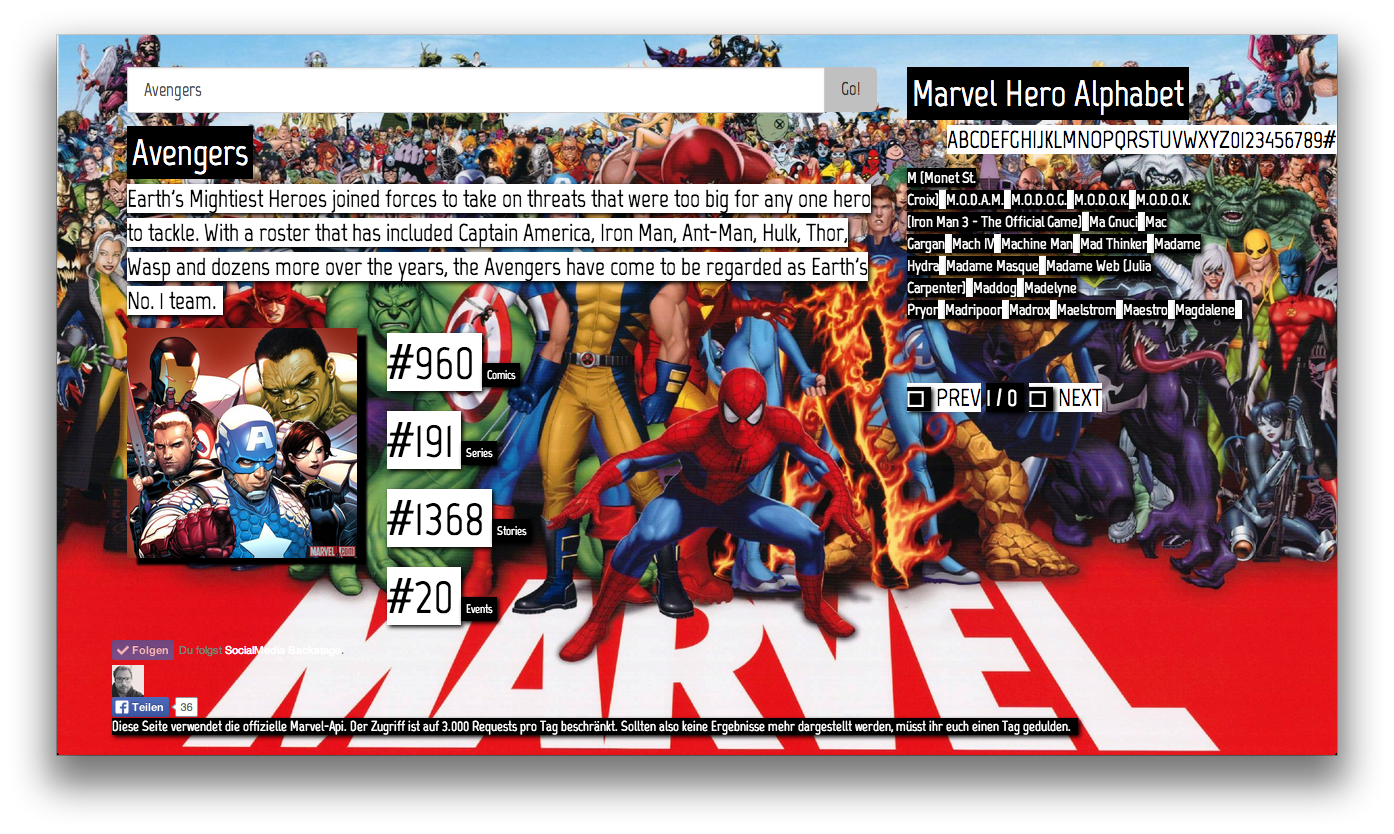 Avengers
Go!
Avengers
Earth's Mightiest Heroes joined forces to take on threats that were too big for any one hero
to tackle. With a roster that has included Captain America, Iron Man, Ant-Man, Hulk, Thor,
Wasp and dozens more over the years, the Avengers have come to be regarded as Earth's
No. 1 team.
MARVEL .com
#960 Comics
#191 Series
#1368 Stories
#20 Events
Marvel Hero Alphabet
ABCDEFGHIJKLMNOPQRSTUVWXYZ0123456789#
M (Monet St.
Croix) M.O.D.A.M. M.O.D.O.G. M.O.D.O.K. M.O.D.O.K.
(Iron Man 3 - The Official Game) Ma Gnuci Mac
Gargan Mach IV Machine Man Mad Thinker Madame
Hydra Madame Masque Madame Web (Julia
Carpenter) Maddog Madelyne
Pryor Madripoor Madrox Maelstrom Maestro Magdalene
PREV 1 / 0 NEXT
MARVEL
Folgen Du folgst SocialMedia Backstage.
Teilen 36
Diese Seite verwendet die offizielle Marvel-Api. Der Zugriff ist auf 3.000 Requests pro Tag beschränkt. Sollten also keine Ergebnisse mehr dargestellt werden, müsst ihr euch einen Tag gedulden.